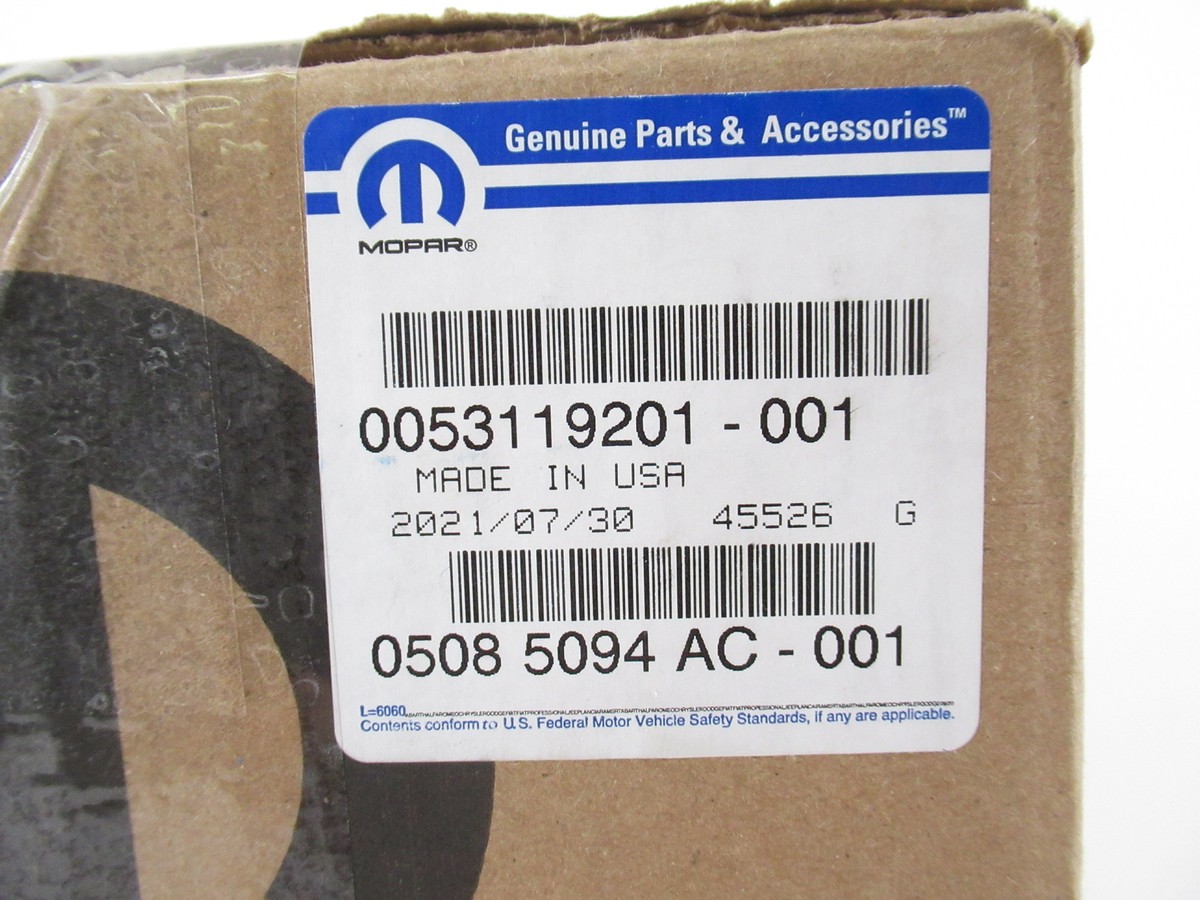 Genuine Parts & Accessories™
MOPAR®
0053119201 - 001
MADE IN USA
2021/07/30 45526 G
0508 5094 AC - 001
L=6060
Contents conform to U.S. Federal Motor Vehicle Safety Standards, if any are applicable.